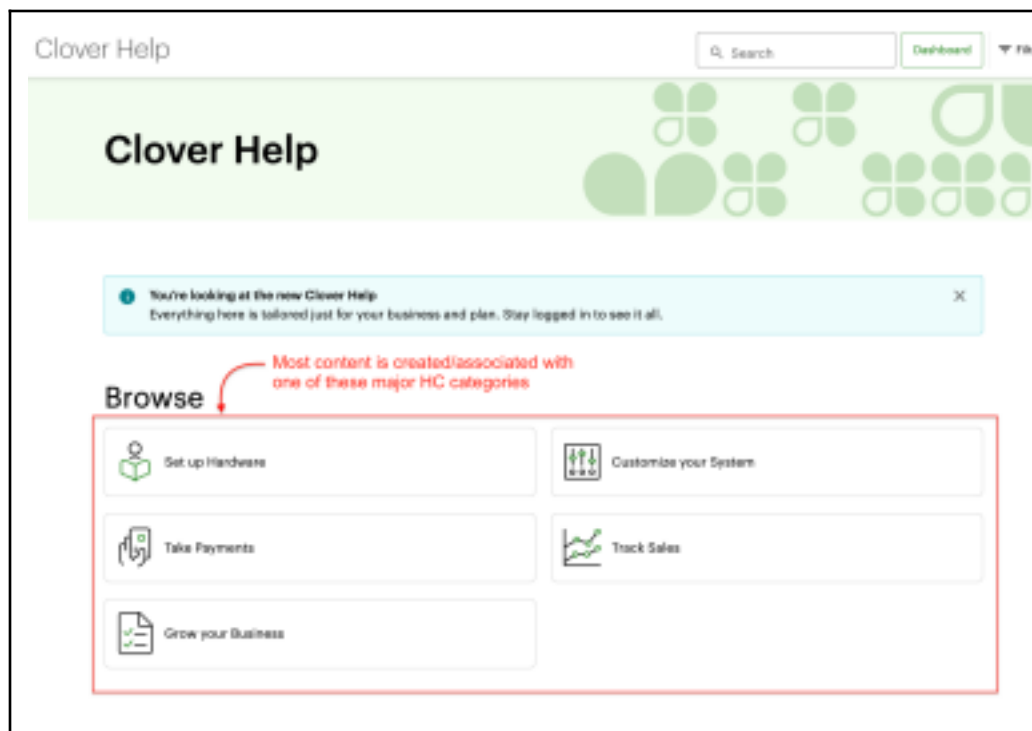 Clover Help
Search
Dashboard
Clover Help
You're looking at the new Clover Help
Everything here is tailored just for your business and plan. Stay logged in to see it all.
Most content is created/associated with
one of these major HC categories
Browse
Set up Hardware
Customize your System
Take Payments
Track Sales
Grow your Business